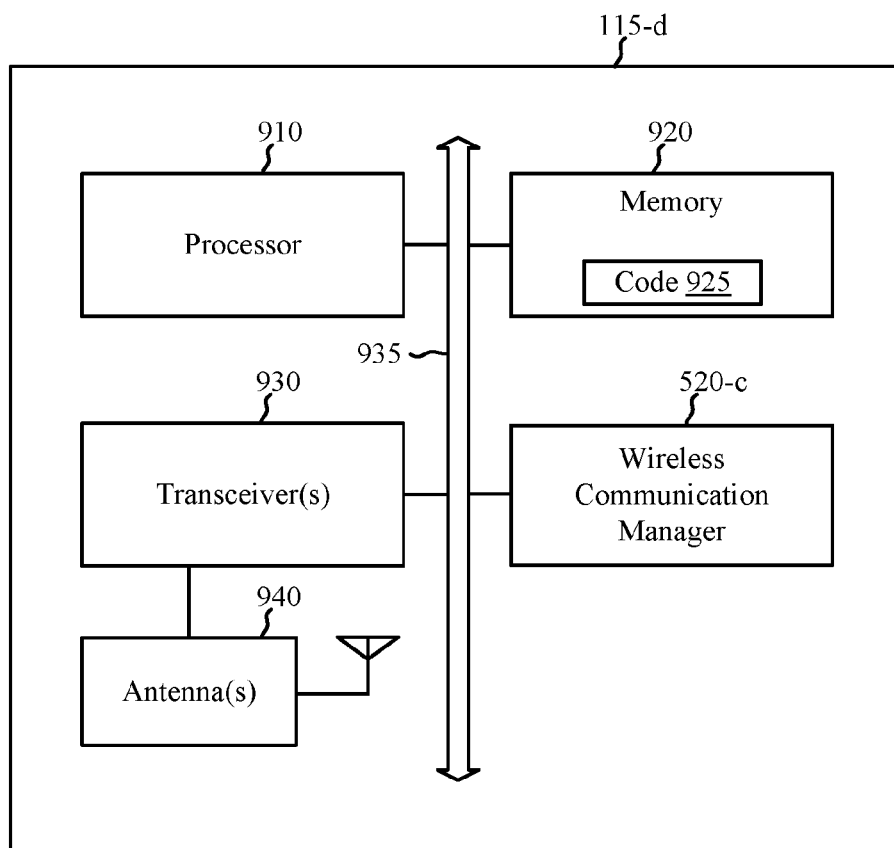 115-d
910
920
Processor
Memory
Code 925
935
930
520-c
Transceiver(s)
Wireless
Communication
Manager
940
Antenna(s)